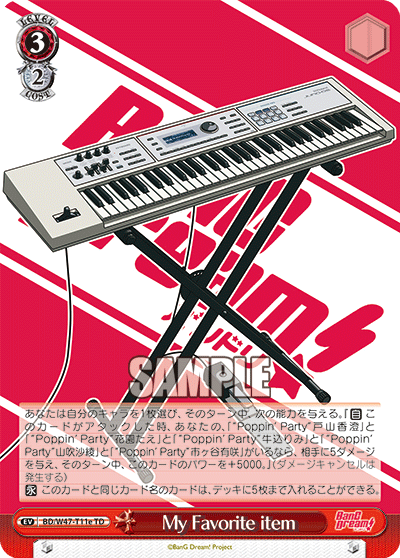 LEVEL
3
2
COST
BanG Dream!
バンドリ!
SAMPLE
あなたは自分のキャラを1枚選び、そのターン中、次の能力を与える。『自 こ
のカードがアタックした時、あなたの、「“Poppin' Party”戸山香澄」と
「“Poppin' Party”花園たえ」と「“Poppin' Party”牛込りみ」と「“Poppin'
Party”山吹沙綾」と「“Poppin' Party”市ヶ谷有咲」がいるなら、相手に5ダメージ
を与え、そのターン中、このカードのパワーを+5000。』(ダメージキャンセルは
発生する)
永 このカードと同じカード名のカードは、デッキに5枚まで入れることができる。
EV
BD/W47-T11e TD
My Favorite item
BanG Dream!
©BanG Dream! Project